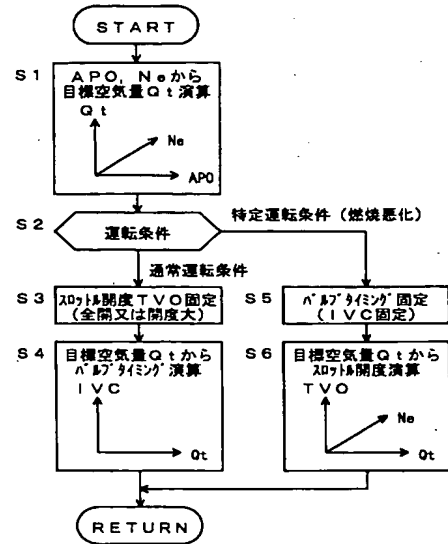 START
S1
APO, Neから
目標空気量Qt演算
Qt
Ne
APO
S2
運転条件
特定運転条件(燃焼悪化)
通常運転条件
S3
スロットル開度TVO固定
(全開又は開度大)
S5
バルブタイミング固定
(IVC固定)
S4
目標空気量Qtから
バルブタイミング演算
IVC
Qt
S6
目標空気量Qtから
スロットル開度演算
TVO
Ne
Qt
RETURN